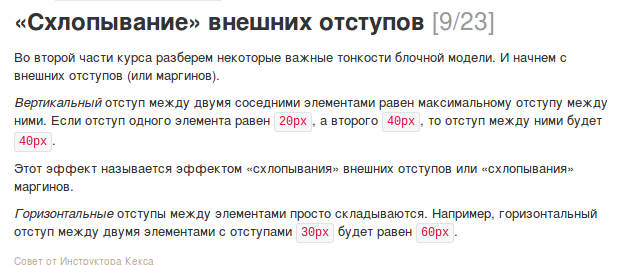 «Схлопывание» внешних отступов [9/23]
Во второй части курса разберем некоторые важные тонкости блочной модели. И начнем с
внешних отступов (или маргинов).
Вертикальный отступ между двумя соседними элементами равен максимальному отступу между
ними. Если отступ одного элемента равен 20px , а второго 40px , то отступ между ними будет
40px .
Этот эффект называется эффектом «схлопывания» внешних отступов или «схлопывания»
маргинов.
Горизонтальные отступы между элементами просто складываются. Например, горизонтальный
отступ между двумя элементами с отступами 30px будет равен 60px .
Совет от Инструктора Кекса